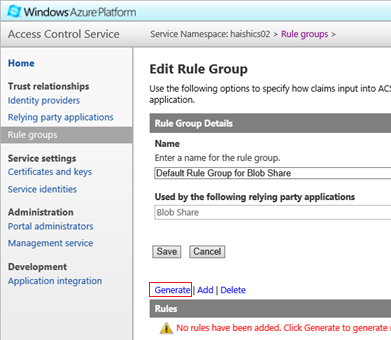 Windows Azure Platform
Access Control Service
Service Namespace: haishics02 > Rule groups >
Home
Trust relationships
Identity providers
Relying party applications
Rule groups
Service settings
Certificates and keys
Service identities
Administration
Portal administrators
Management service
Development
Application integration
Edit Rule Group
Use the following options to specify how claims input into ACS
application.
Rule Group Details
Name
Enter a name for the rule group.
Default Rule Group for Blob Share
Used by the following relying party applications
Blob Share
Save Cancel
Generate | Add | Delete
Rules
No rules have been added. Click Generate to generate